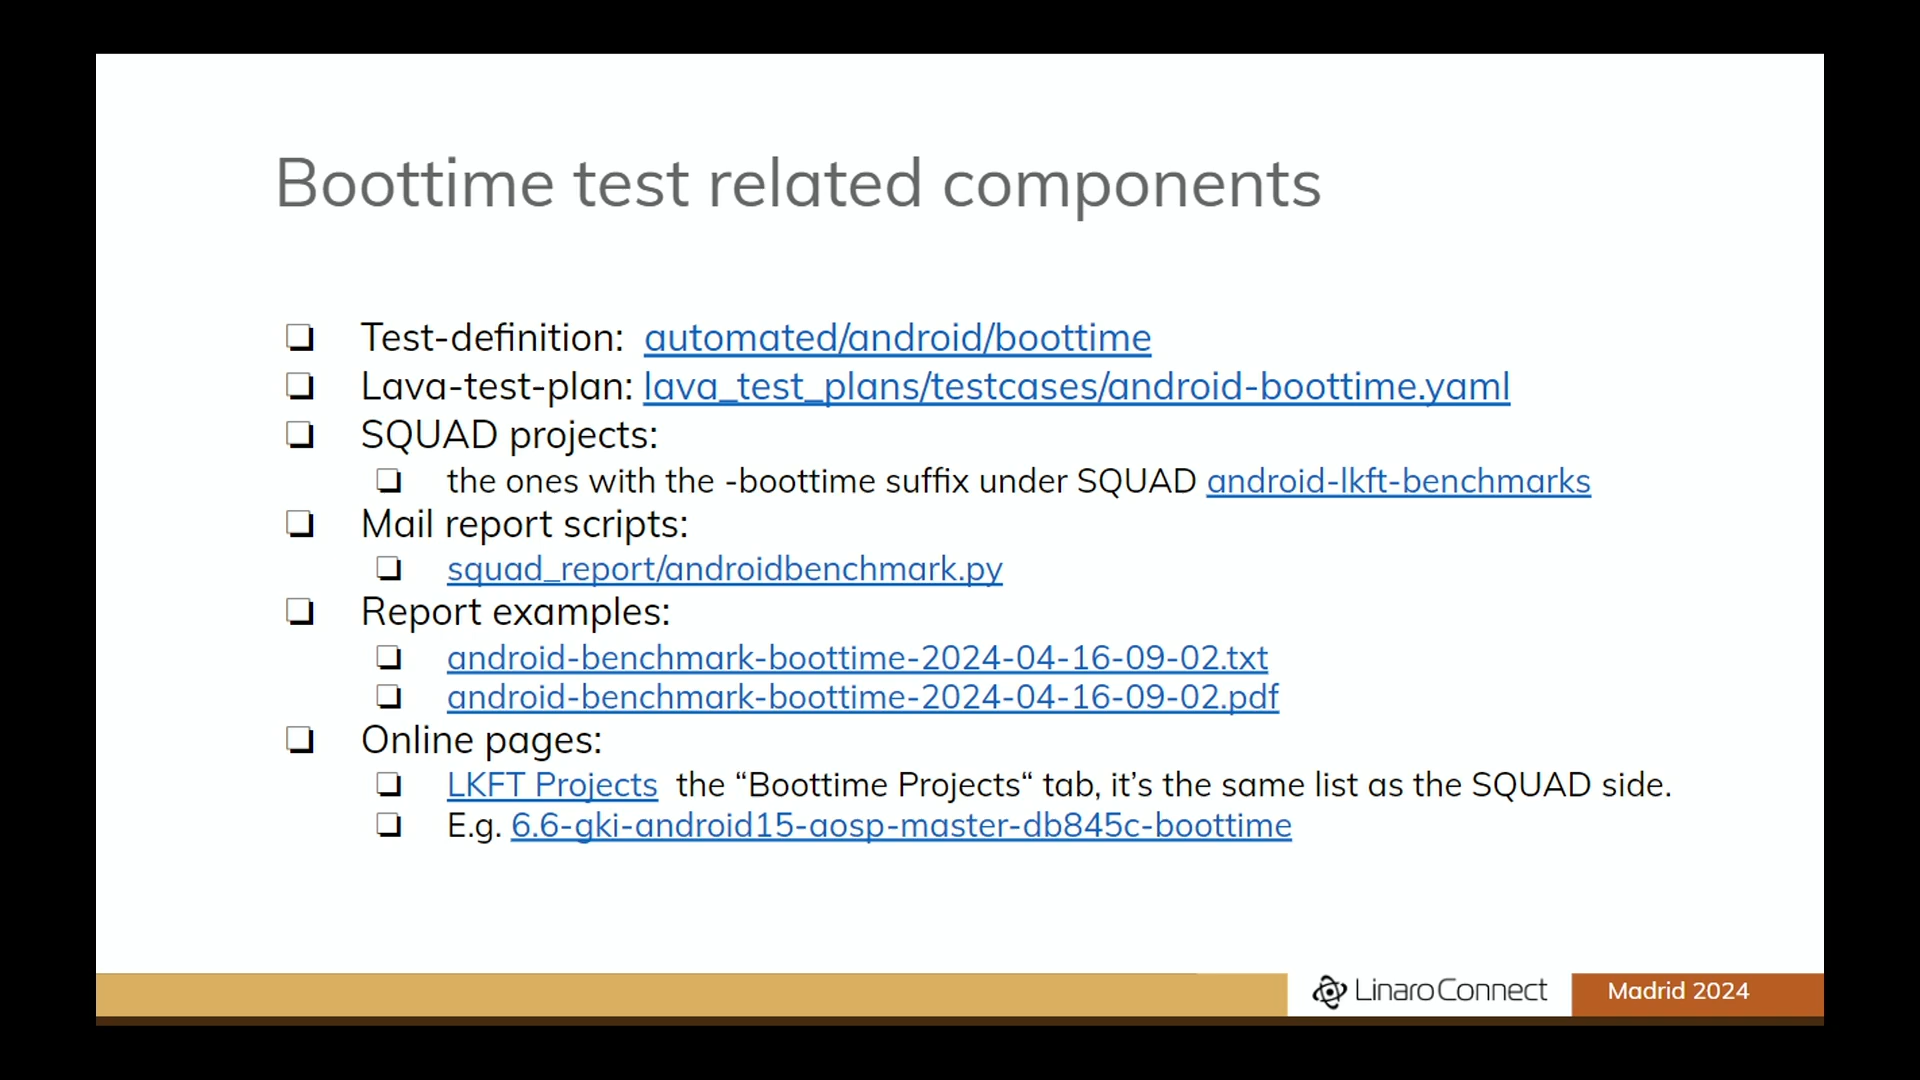 Boottime test related components
Test-definition: automated/android/boottime
Lava-test-plan: lava_test_plans/testcases/android-boottime.yaml
SQUAD projects:
the ones with the -boottime suffix under SQUAD android-lkft-benchmarks
Mail report scripts:
squad_report/androidbenchmark.py
Report examples:
android-benchmark-boottime-2024-04-16-09-02.txt
android-benchmark-boottime-2024-04-16-09-02.pdf
Online pages:
LKFT Projects the “Boottime Projects“ tab, it’s the same list as the SQUAD side.
E.g. 6.6-gki-android15-aosp-master-db845c-boottime
Linaro Connect
Madrid 2024